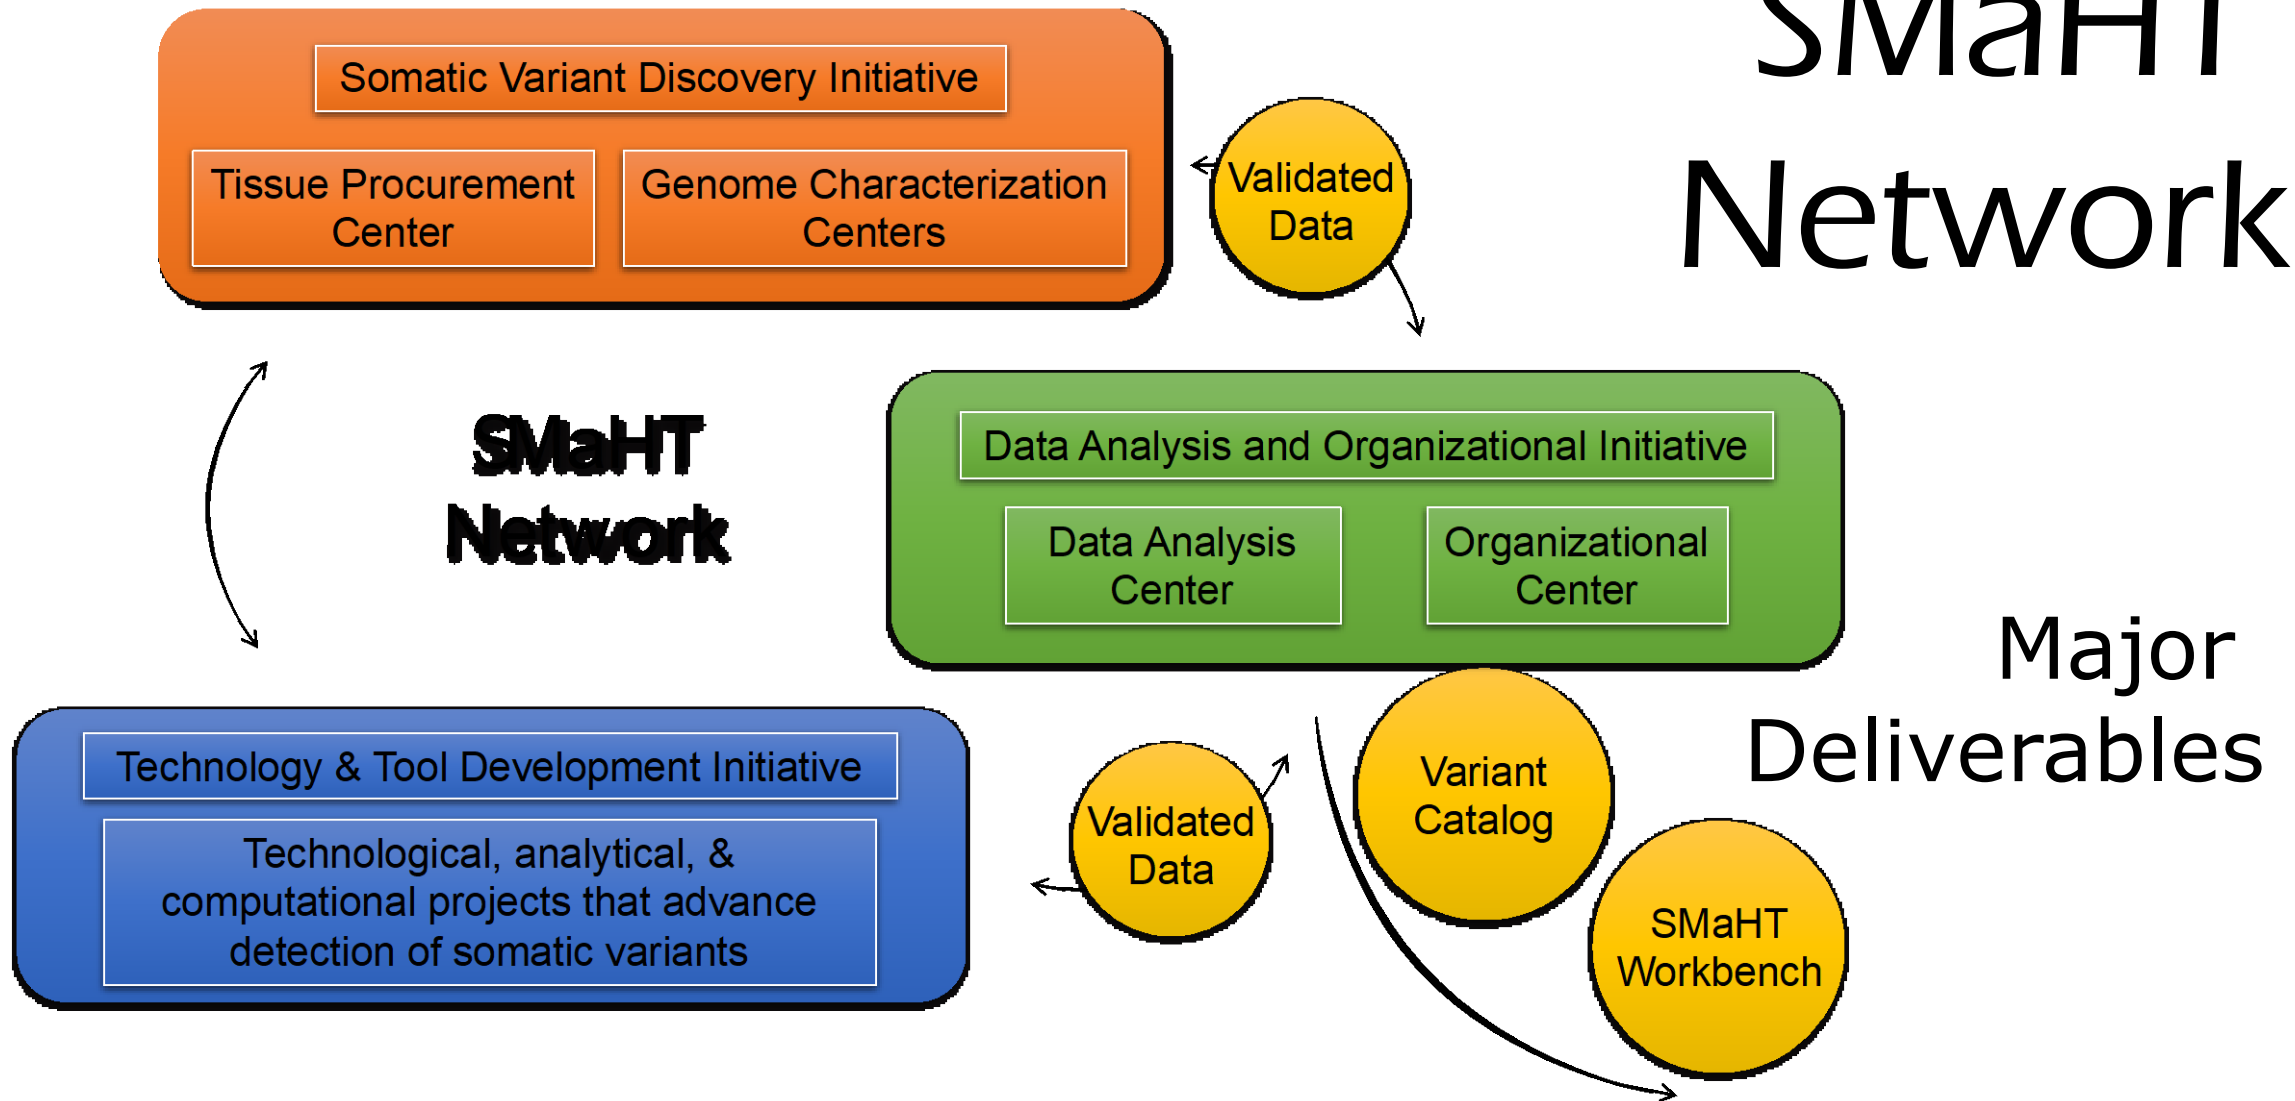 SMaHT
Network
Somatic Variant Discovery Initiative
Tissue Procurement
Center
Genome Characterization
Centers
Validated
Data
SMaHT
Network
Data Analysis and Organizational Initiative
Data Analysis
Center
Organizational
Center
Major
Deliverables
Technology & Tool Development Initiative
Technological, analytical, &
computational projects that advance
detection of somatic variants
Validated
Data
Variant
Catalog
SMaHT
Workbench